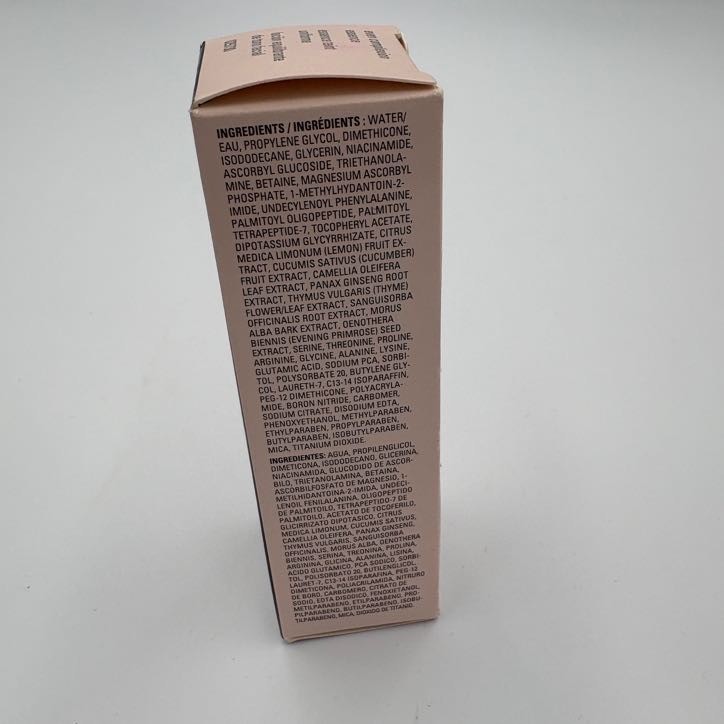 tono facial
acción equilibrante de
INGREDIENTS / INGRÉDIENTS : WATER/
EAU, PROPYLENE GLYCOL, DIMETHICONE,
ISODODECANE, GLYCERIN, NIACINAMIDE,
ASCORBYL GLUCOSIDE, TRIETHANOLA-
MINE, BETAINE, MAGNESIUM ASCORBYL
PHOSPHATE, 1-METHYLHYDANTOIN-2-
IMIDE, UNDECYLENOYL PHENYLALANINE,
PALMITOYL OLIGOPEPTIDE, PALMITOYL
TETRAPEPTIDE-7, TOCOPHERYL ACETATE,
DIPOTASSIUM GLYCYRRHIZATE, CITRUS
MEDICA LIMONUM (LEMON) FRUIT EX-
TRACT, CUCUMIS SATIVUS (CUCUMBER)
FRUIT EXTRACT, CAMELLIA OLEIFERA
LEAF EXTRACT, PANAX GINSENG ROOT
EXTRACT, THYMUS VULGARIS (THYME)
FLOWER/LEAF EXTRACT, SANGUISORBA
OFFICINALIS ROOT EXTRACT, MORUS
ALBA BARK EXTRACT, OENOTHERA
BIENNIS (EVENING PRIMROSE) SEED
EXTRACT, SERINE, THREONINE, PROLINE,
ARGININE, GLYCINE, ALANINE, LYSINE,
GLUTAMIC ACID, SODIUM PCA, SORBI-
TOL, POLYSORBATE 20, BUTYLENE GLY-
COL, LAURETH-7, C13-14 ISOPARAFFIN,
PEG-12 DIMETHICONE, POLYACRYLA-
MIDE, BORON NITRIDE, CARBOMER,
SODIUM CITRATE, DISODIUM EDTA,
PHENOXYETHANOL, METHYLPARABEN,
ETHYLPARABEN, PROPYLPARABEN,
BUTYLPARABEN, ISOBUTYLPARABEN,
MICA, TITANIUM DIOXIDE.
INGREDIENTES: AGUA, PROPILENGLICOL,
DIMETICONA, ISODODECANO, GLICERINA,
NIACINAMIDA, GLUCODIDO DE ASCOR-
BILO, TRIETANOLAMINA, BETAINA,
ASCORBILFOSFATO DE MAGNESIO, 1-
METILHIDANTOINA-2-IMIDA, UNDECI-
LENOIL FENILALANINA, OLIGOPEPTIDO
DE PALMITOILO, TETRAPEPTIDO-7 DE
PALMITOILO, ACETATO DE TOCOFERILO,
GLICIRRIZATO DIPOTASICO, CITRUS
MEDICA LIMONUM, CUCUMIS SATIVUS,
CAMELLIA OLEIFERA, PANAX GINSENG,
THYMUS VULGARIS, SANGUISORBA
OFFICINALIS, MORUS ALBA, OENOTHERA
BIENNIS, SERINA, TREONINA, PROLINA,
ARGININA, GLICINA, ALANINA, LISINA,
ACIDO GLUTAMICO, PCA SODICO, SORBI-
TOL, POLISORBATO 20, BUTILENGLICOL,
LAURET-7, C13-14 ISOPARAFINA, PEG-12
DIMETICONA, POLIACRILAMIDA, NITRURO
DE BORO, CARBOMERO, CITRATO DE
SODIO, EDTA DISODICO, FENOXIETANOL,
METILPARABENO, ETILPARABENO, PRO-
PILPARABENO, BUTILPARABENO, ISOBU-
TILPARABENO, MICA, DIOXIDO DE TITANIO.